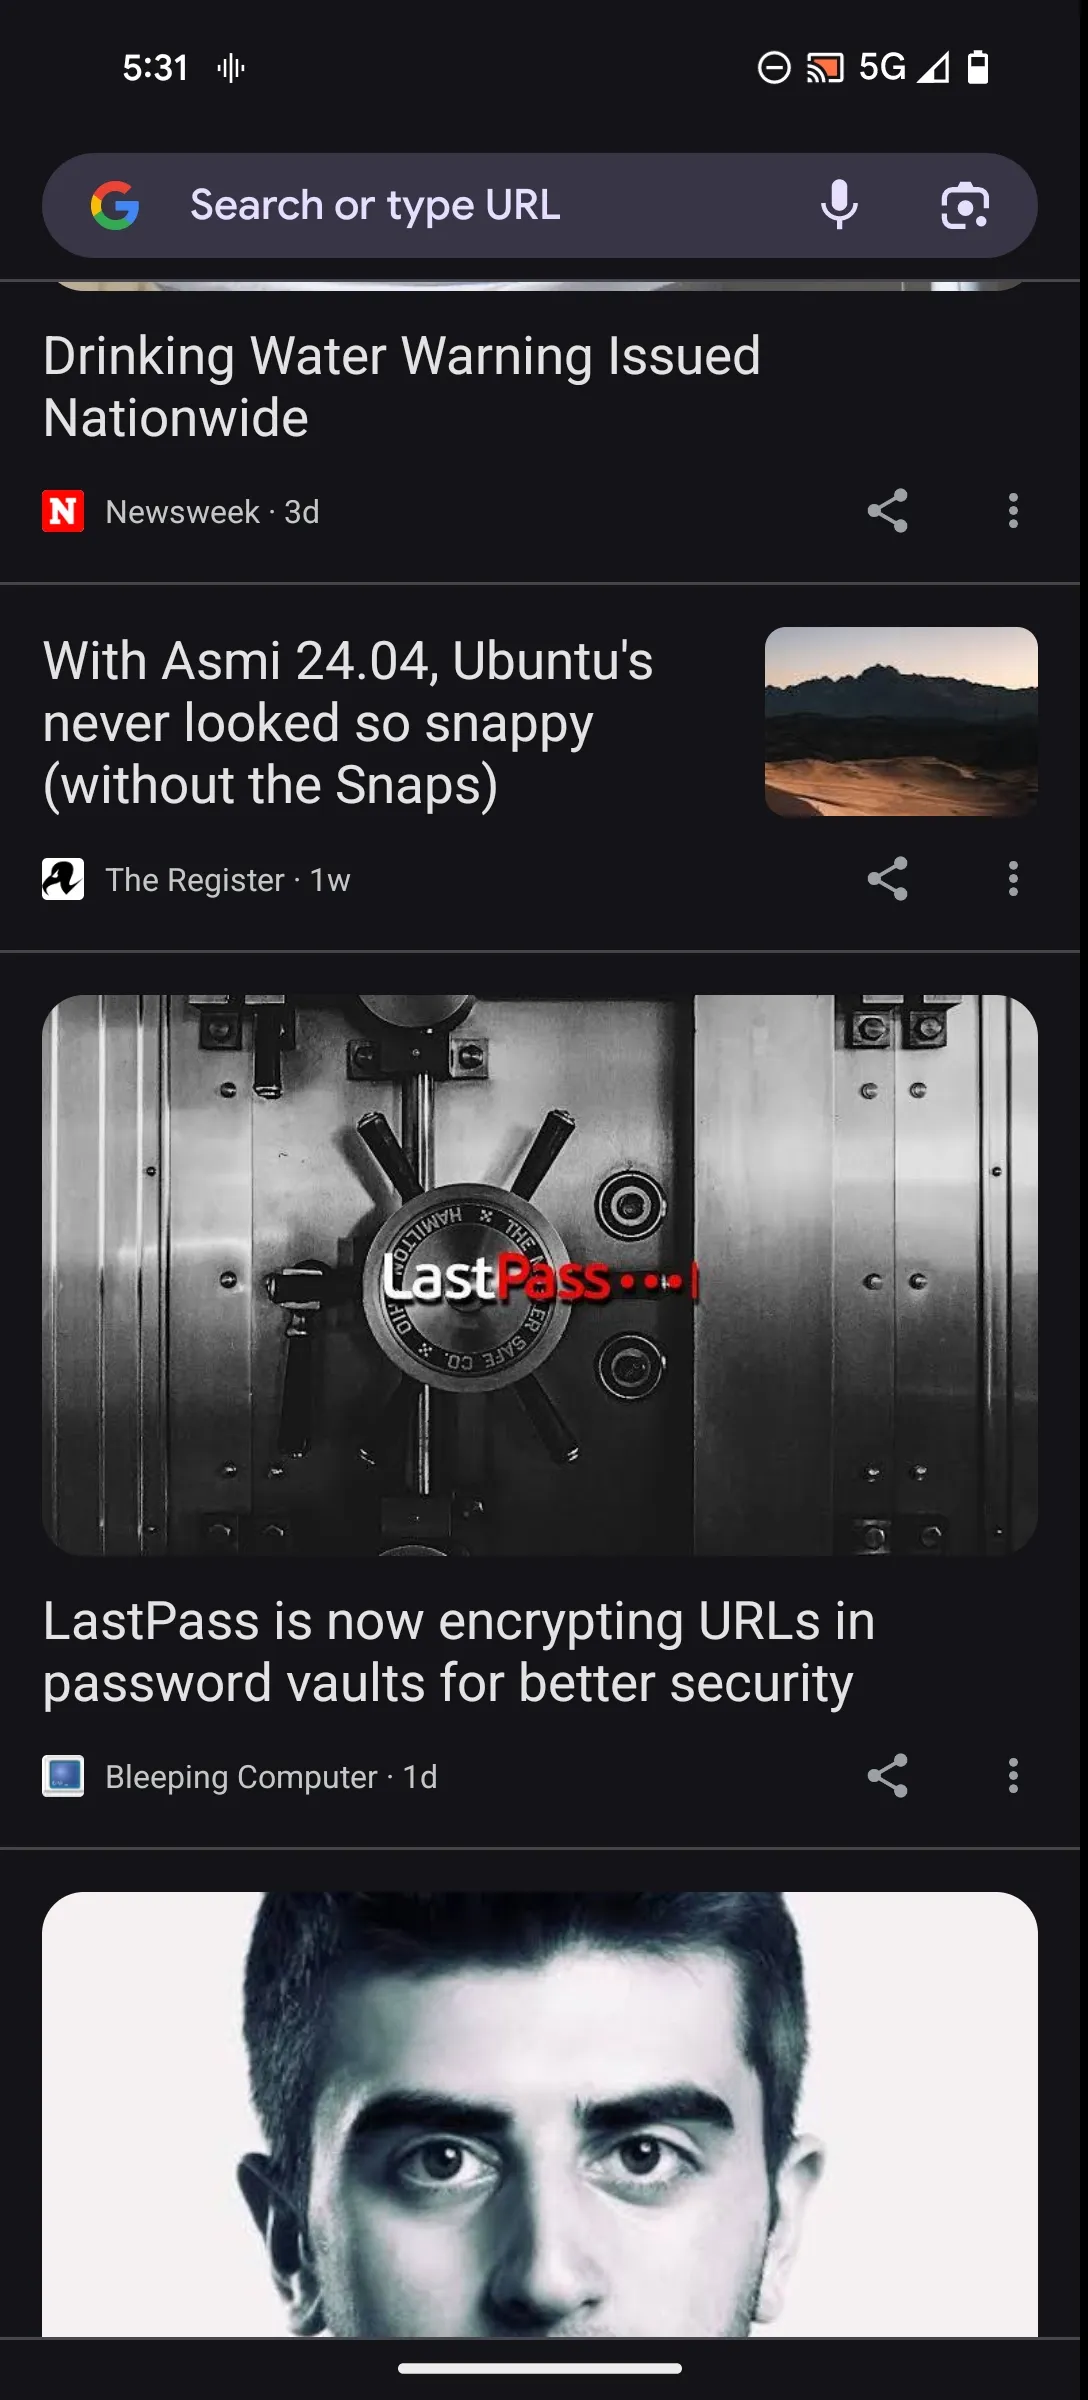 5:31
5G
Search or type URL
Drinking Water Warning Issued
Nationwide
N
Newsweek · 3d
With Asmi 24.04, Ubuntu's
never looked so snappy
(without the Snaps)
The Register · 1w
HAMILTON THE
LastPass •••|
SAFE CO.
LastPass is now encrypting URLs in
password vaults for better security
Bleeping Computer · 1d